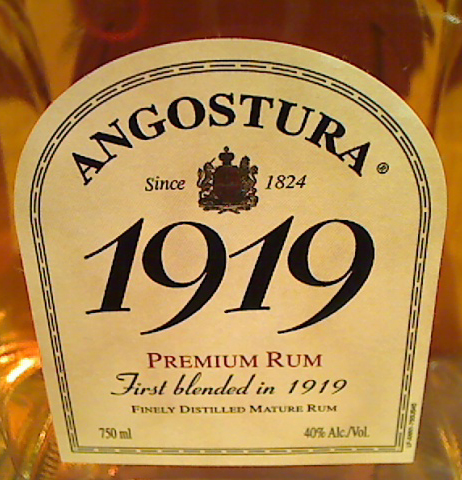 ANGOSTURA®
Since 1824
1919
PREMIUM RUM
First blended in 1919
FINELY DISTILLED MATURE RUM
750 ml 40% Alc./Vol.